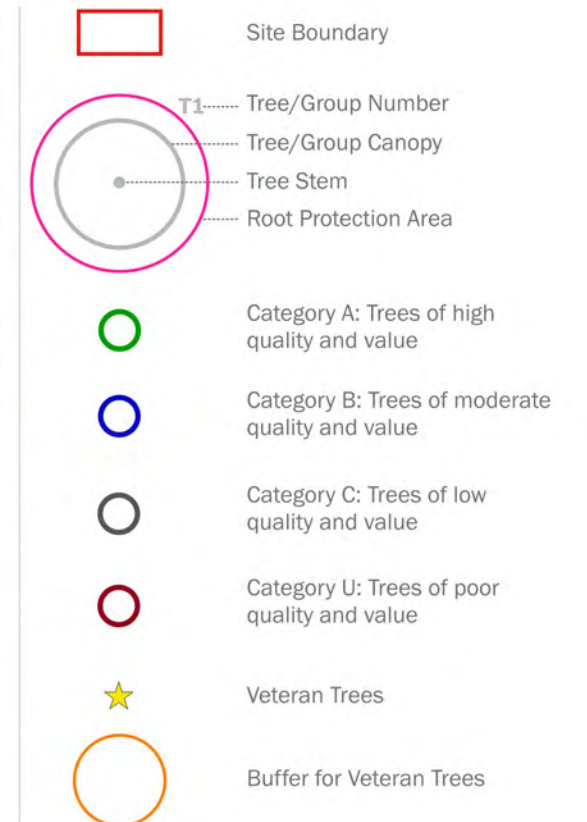 Site Boundary
T1
Tree/Group Number
Tree/Group Canopy
Tree Stem
Root Protection Area
Category A: Trees of high
quality and value
Category B: Trees of moderate
quality and value
Category C: Trees of low
quality and value
Category U: Trees of poor
quality and value
Veteran Trees
Buffer for Veteran Trees